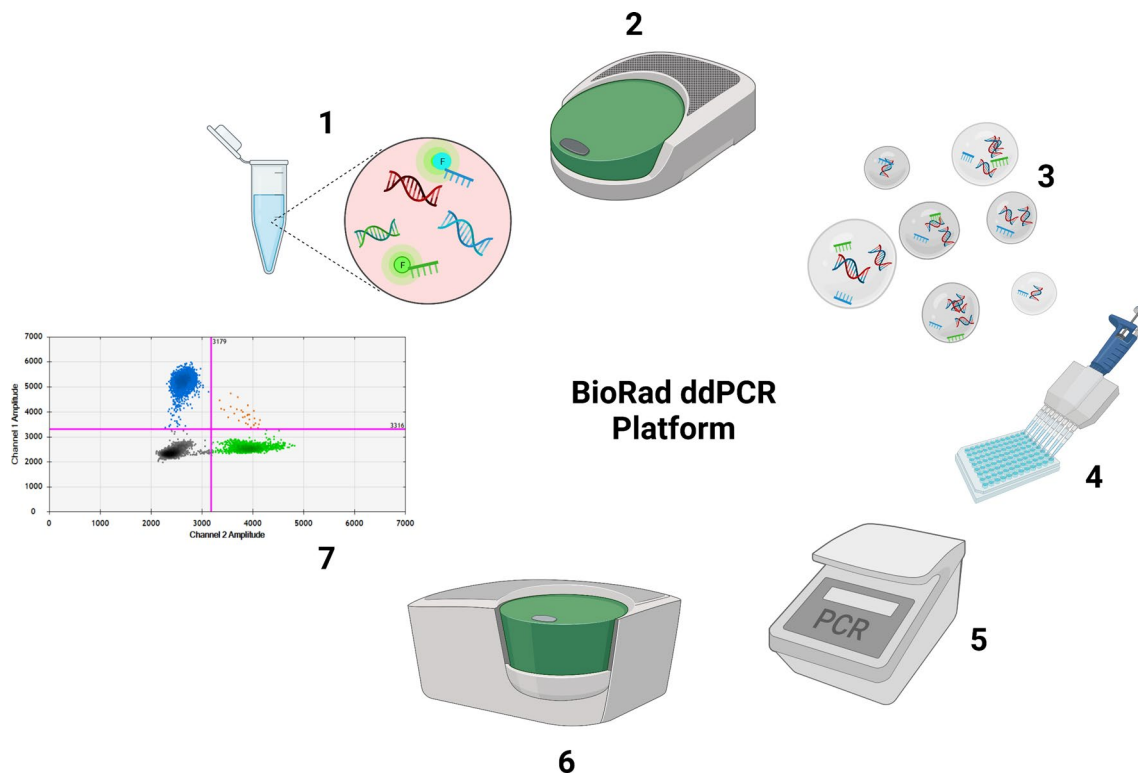 1
F
F
2
3
4
5
PCR
6
BioRad ddPCR
Platform
7000
6000
5000
4000
3000
2000
1000
0
Channel 1 Amplitude
3179
3316
0 1000 2000 3000 4000 5000 6000 7000
Channel 2 Amplitude
7